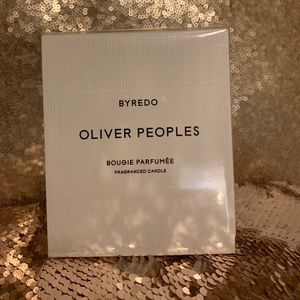 BYREDO
OLIVER PEOPLES
BOUGIE PARFUMÉE
FRAGRANCED CANDLE